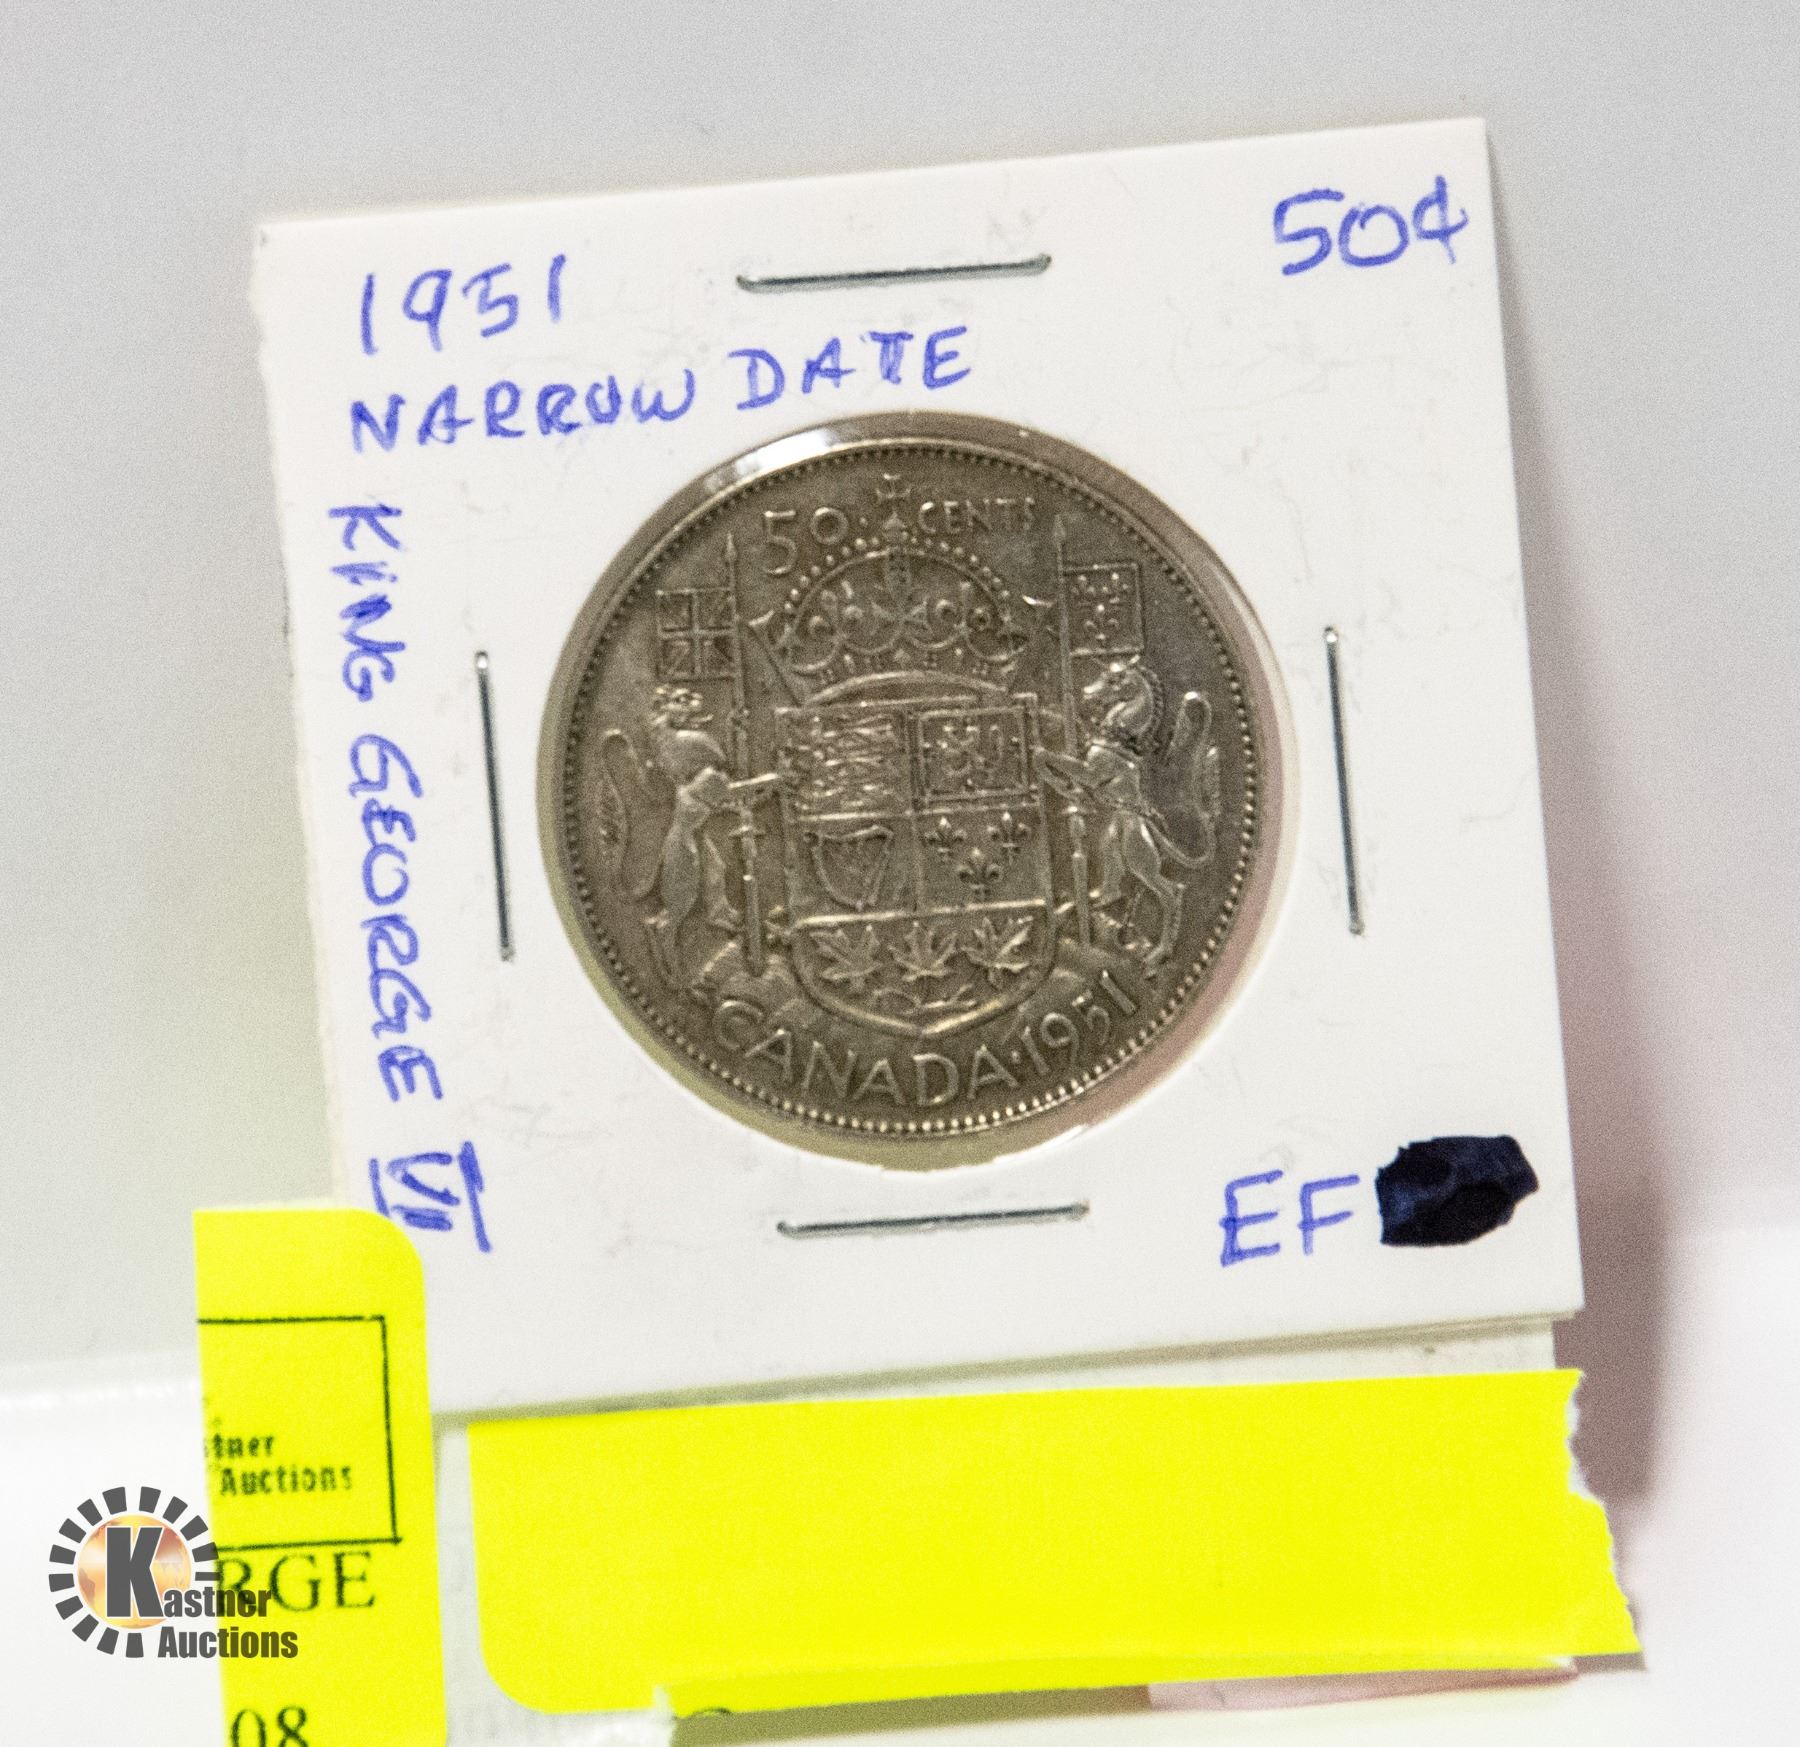 1951
50¢
NARROW DATE
KING GEORGE VI
50 · CENTS
CANADA · 1951
EF
Auctions
RGE
08
Kastner
Auctions